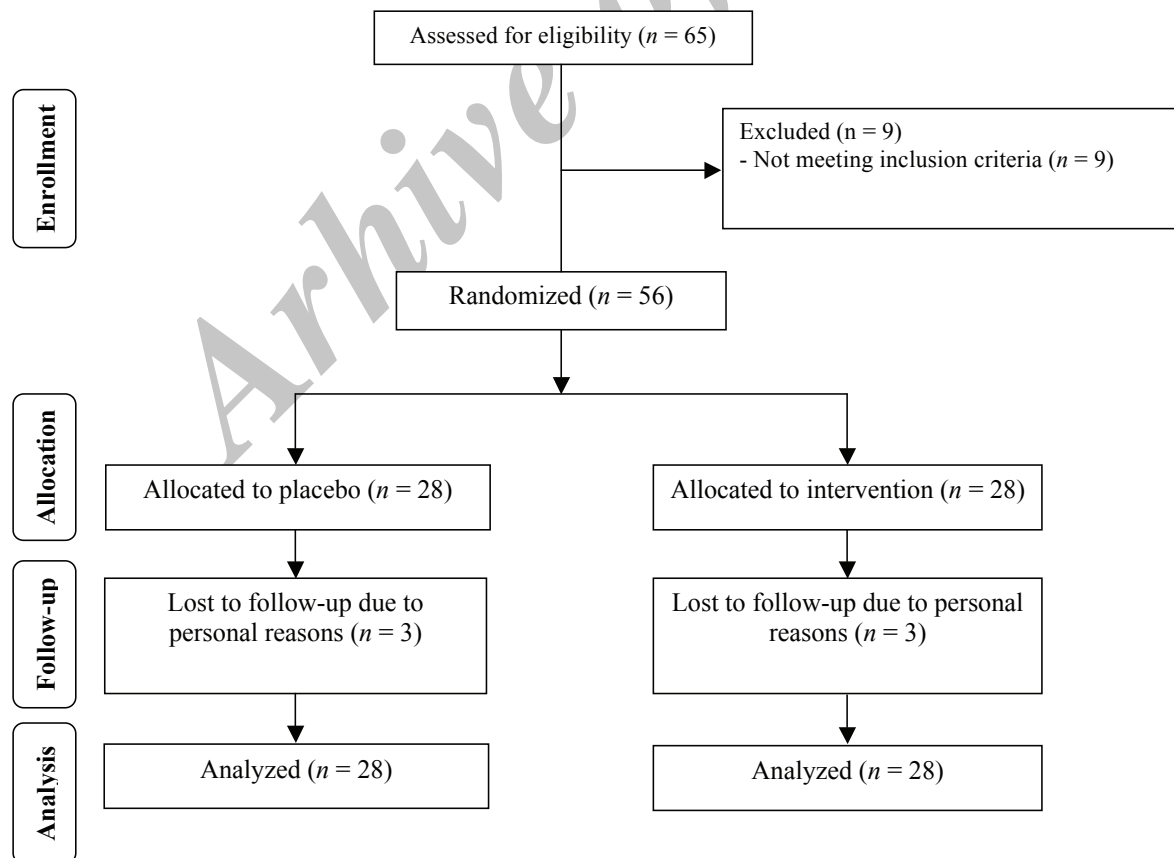 Assessed for eligibility (n = 65)
Enrollment
Excluded (n = 9)
- Not meeting inclusion criteria (n = 9)
Randomized (n = 56)
Allocation
Allocated to placebo (n = 28)
Allocated to intervention (n = 28)
Follow-up
Lost to follow-up due to
personal reasons (n = 3)
Lost to follow-up due to personal
reasons (n = 3)
Analysis
Analyzed (n = 28)
Analyzed (n = 28)
Arhive